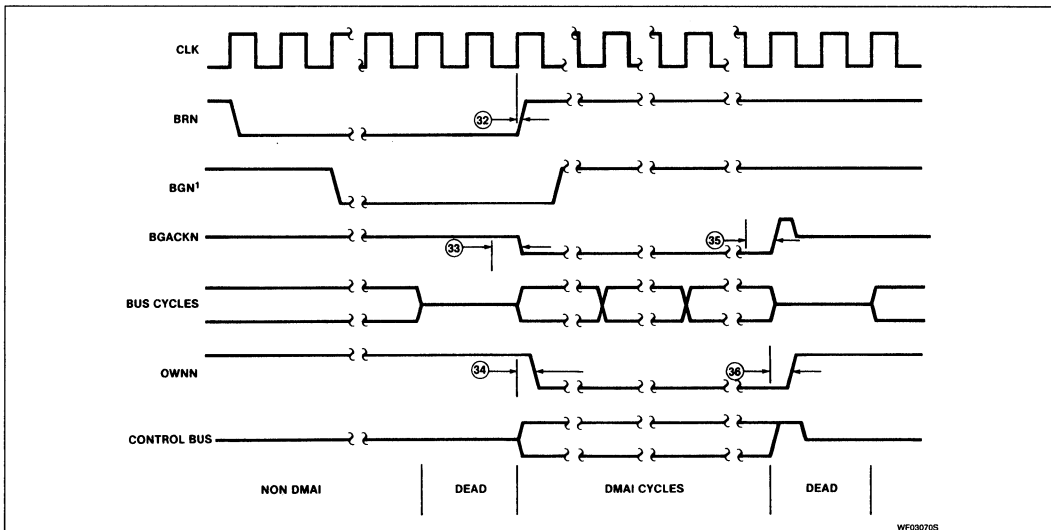 CLK
BRN
32
BGN¹
BGACKN
33
35
BUS CYCLES
OWNN
34
36
CONTROL BUS
NON DMAI
DEAD
DMAI CYCLES
DEAD
WF03070S